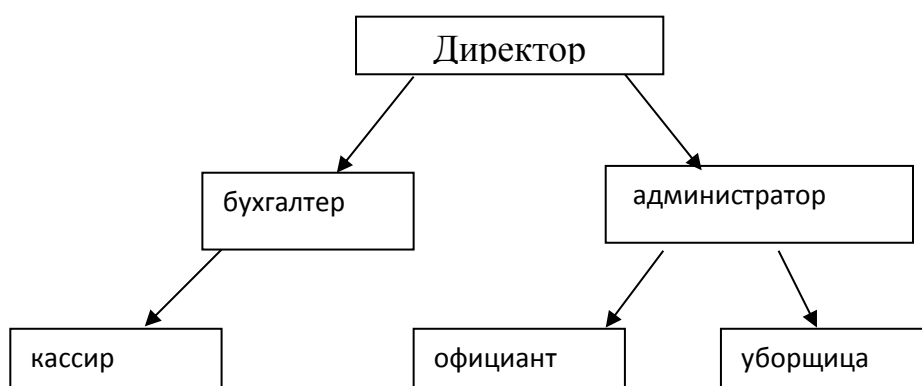 Директор
бухгалтер
администратор
кассир
официант
уборщица